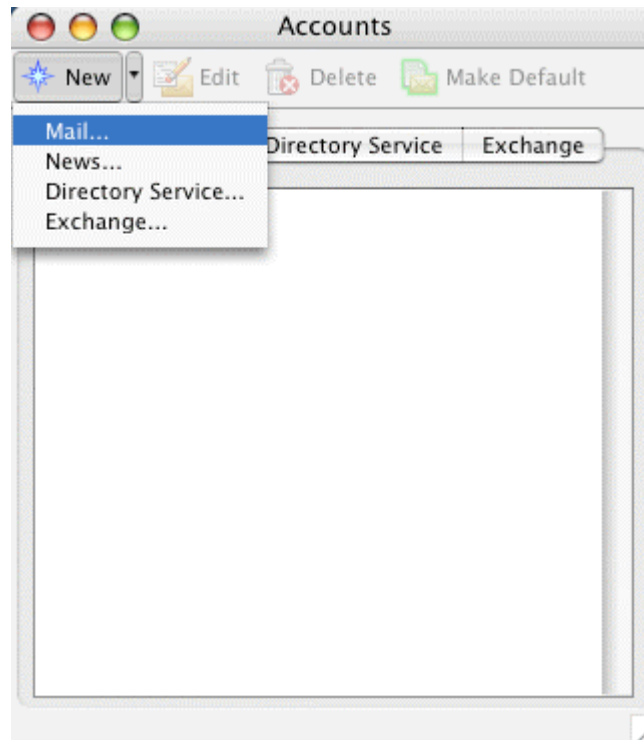 Accounts
New Edit Delete Make Default
Mail...
Directory Service Exchange
News...
Directory Service...
Exchange...